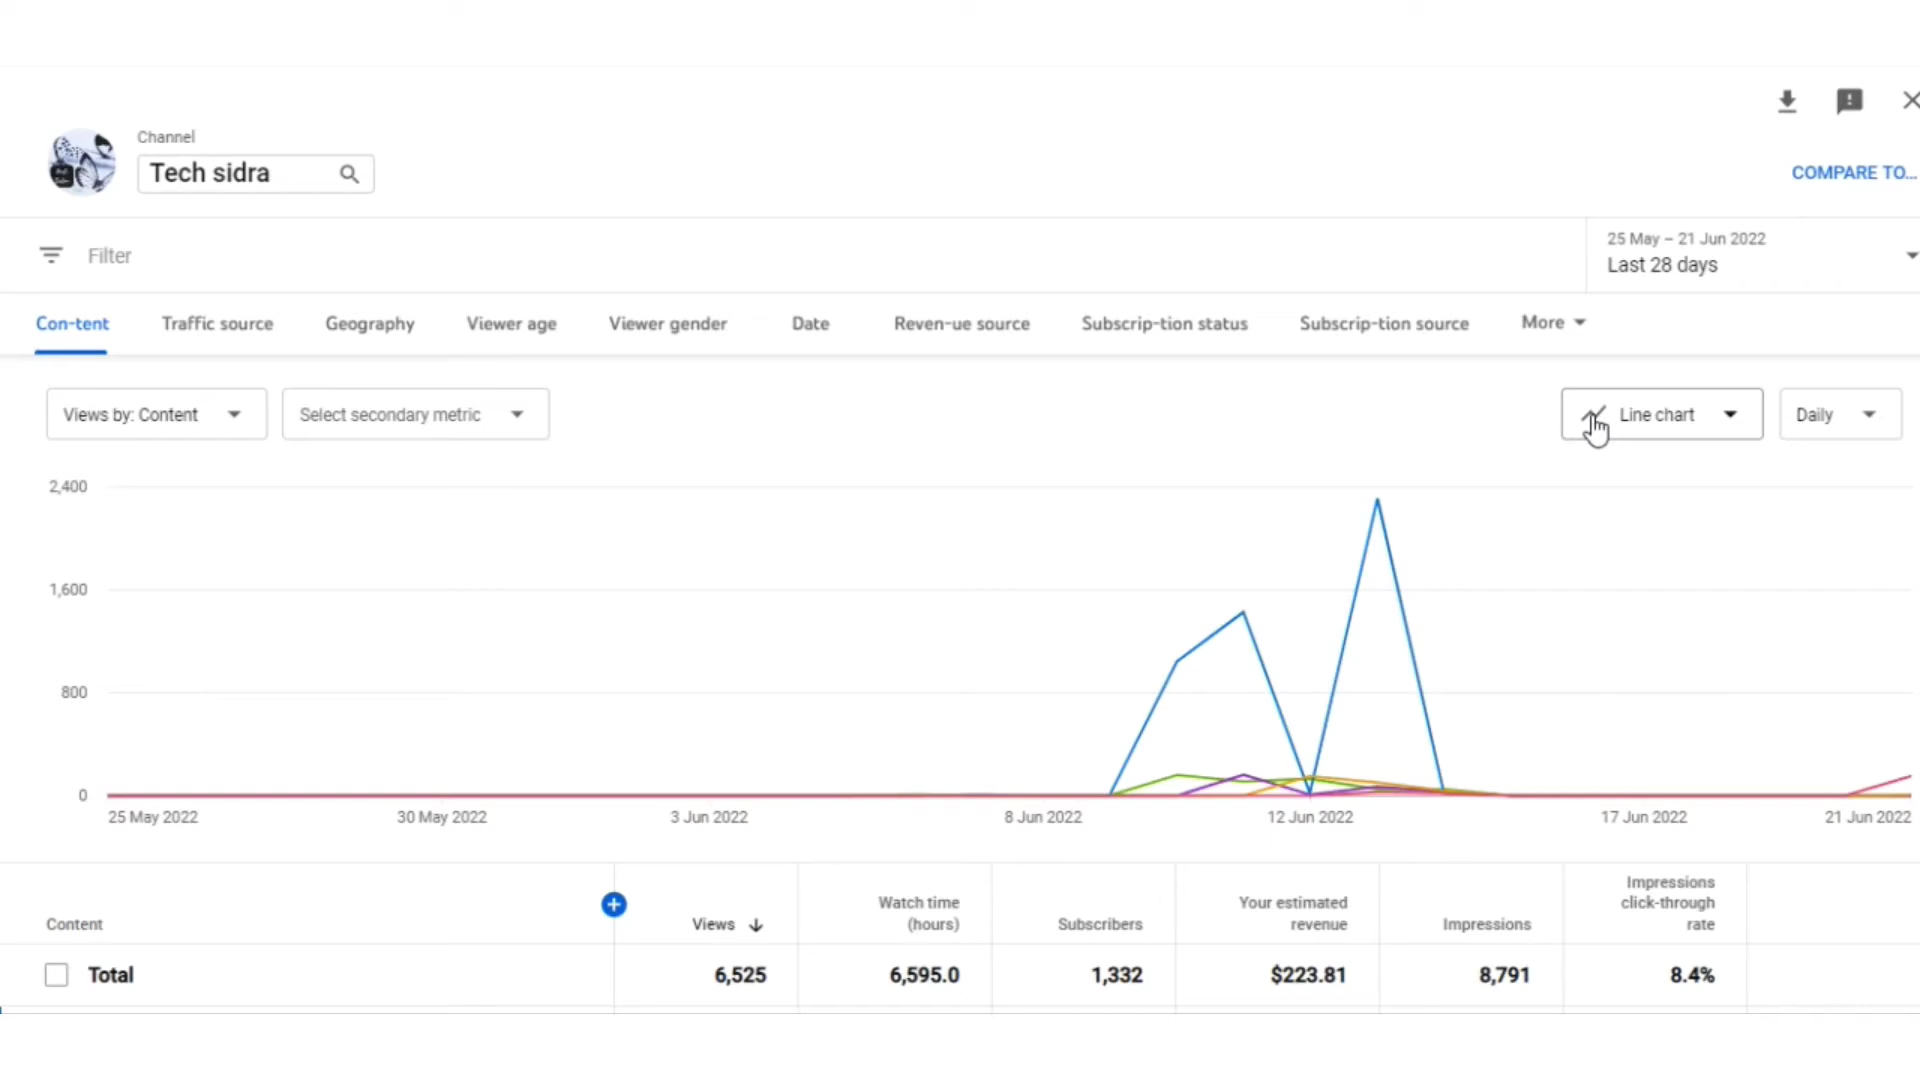 Channel
Tech sidra
COMPARE TO...
Filter
25 May – 21 Jun 2022
Last 28 days
Con-tent
Traffic source
Geography
Viewer age
Viewer gender
Date
Reven-ue source
Subscrip-tion status
Subscrip-tion source
More
Views by: Content
Select secondary metric
Line chart
Daily
2,400
1,600
800
0
25 May 2022
30 May 2022
3 Jun 2022
8 Jun 2022
12 Jun 2022
17 Jun 2022
21 Jun 2022
Content
Views
Watch time
(hours)
Subscribers
Your estimated
revenue
Impressions
Impressions
click-through
rate
Total
6,525
6,595.0
1,332
$223.81
8,791
8.4%